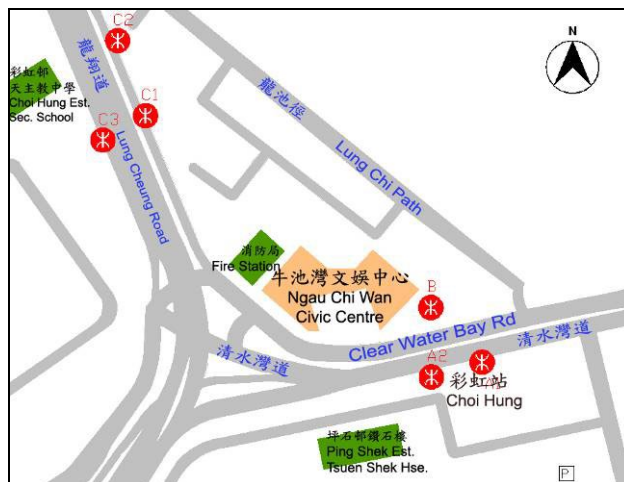 C2
N
龍翔道
彩虹邨
天主教中學
Choi Hung Est.
Sec. School
龍池徑
C1
C3
Lung Cheung Road
Lung Chi Path
消防局
Fire Station
牛池灣文娛中心
Ngau Chi Wan
Civic Centre
B
Clear Water Bay Rd
清水灣道
清水灣道
A2
A1
彩虹站
Choi Hung
坪石邨鑽石樓
Ping Shek Est.
Tsuen Shek Hse.
P